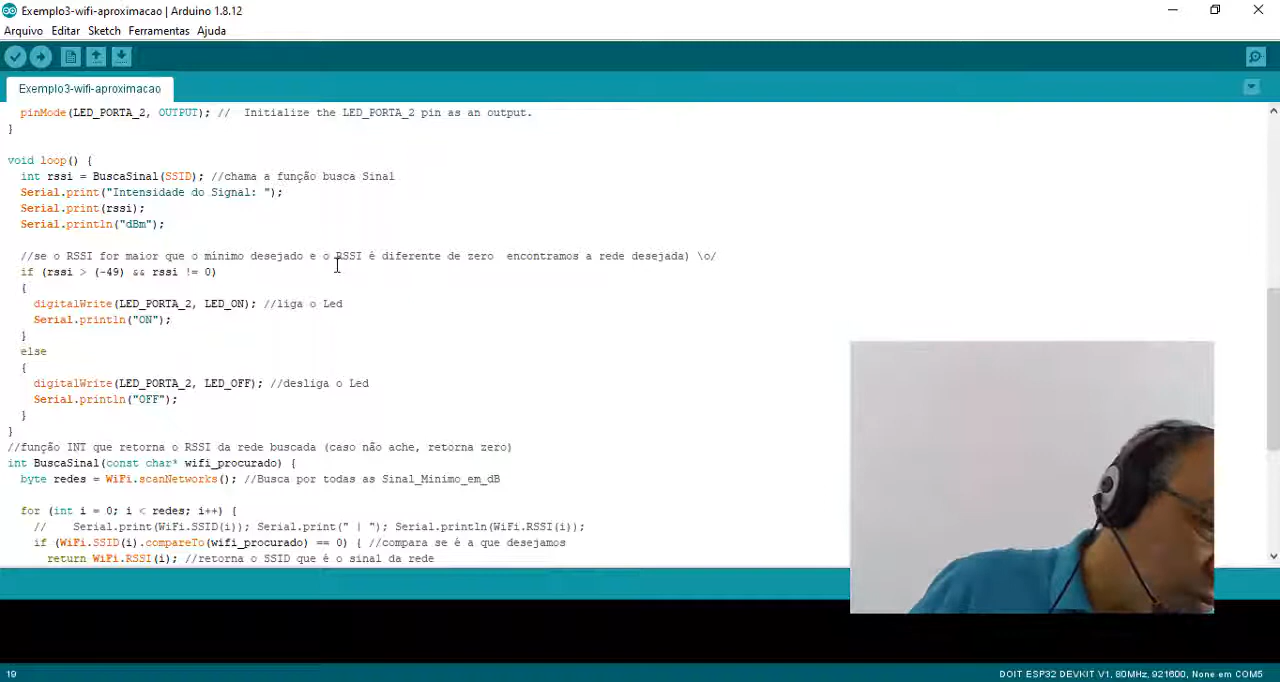 Exemplo3-wifi-aproximacao | Arduino 1.8.12
Arquivo Editar Sketch Ferramentas Ajuda
Exemplo3-wifi-aproximacao
pinMode(LED_PORTA_2, OUTPUT); //  Initialize the LED_PORTA_2 pin as an output.
}
void loop() {
int rssi = BuscaSinal(SSID); //chama a função busca Sinal
Serial.print("Intensidade do Signal: ");
Serial.print(rssi);
Serial.println("dBm");
//se o RSSI for maior que o mínimo desejado e o RSSI é diferente de zero  encontramos a rede desejada) \o/
if (rssi > (-49) && rssi != 0)
{
digitalWrite(LED_PORTA_2, LED_ON); //liga o Led
Serial.println("ON");
}
else
{
digitalWrite(LED_PORTA_2, LED_OFF); //desliga o Led
Serial.println("OFF");
}
}
//função INT que retorna o RSSI da rede buscada (caso não ache, retorna zero)
int BuscaSinal(const char* wifi_procurado) {
byte redes = WiFi.scanNetworks(); //Busca por todas as Sinal_Minimo_em_dB
for (int i = 0; i < redes; i++) {
//    Serial.print(WiFi.SSID(i)); Serial.print(" | "); Serial.println(WiFi.RSSI(i));
if (WiFi.SSID(i).compareTo(wifi_procurado) == 0) { //compara se é a que desejamos
return WiFi.RSSI(i); //retorna o SSID que é o sinal da rede
19
DOIT ESP32 DEVKIT V1, 80MHz, 921600, None em COM5